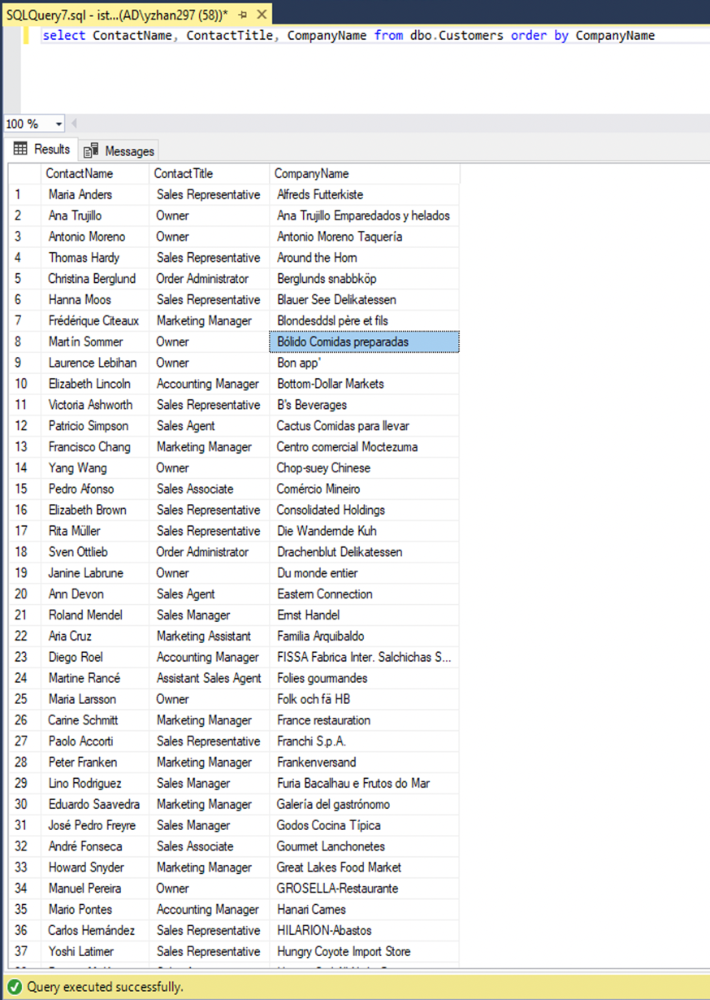 SQLQuery7.sql - ist...(AD\yzhan297 (58))*
select ContactName, ContactTitle, CompanyName from dbo.Customers order by CompanyName
100 %
Results Messages
ContactName ContactTitle CompanyName
1 Maria Anders Sales Representative Alfreds Futterkiste
2 Ana Trujillo Owner Ana Trujillo Emparedados y helados
3 Antonio Moreno Owner Antonio Moreno Taquería
4 Thomas Hardy Sales Representative Around the Horn
5 Christina Berglund Order Administrator Berglunds snabbköp
6 Hanna Moos Sales Representative Blauer See Delikatessen
7 Frédérique Citeaux Marketing Manager Blondesddsl père et fils
8 Martín Sommer Owner Bólido Comidas preparadas
9 Laurence Lebihan Owner Bon app'
10 Elizabeth Lincoln Accounting Manager Bottom-Dollar Markets
11 Victoria Ashworth Sales Representative B's Beverages
12 Patricio Simpson Sales Agent Cactus Comidas para llevar
13 Francisco Chang Marketing Manager Centro comercial Moctezuma
14 Yang Wang Owner Chop-suey Chinese
15 Pedro Afonso Sales Associate Comércio Mineiro
16 Elizabeth Brown Sales Representative Consolidated Holdings
17 Rita Müller Sales Representative Die Wandernde Kuh
18 Sven Ottlieb Order Administrator Drachenblut Delikatessen
19 Janine Labrune Owner Du monde entier
20 Ann Devon Sales Agent Eastern Connection
21 Roland Mendel Sales Manager Ernst Handel
22 Aria Cruz Marketing Assistant Familia Arquibaldo
23 Diego Roel Accounting Manager FISSA Fabrica Inter. Salchichas S...
24 Martine Rancé Assistant Sales Agent Folies gourmandes
25 Maria Larsson Owner Folk och fä HB
26 Carine Schmitt Marketing Manager France restauration
27 Paolo Accorti Sales Representative Franchi S.p.A.
28 Peter Franken Marketing Manager Frankenversand
29 Lino Rodriguez Sales Manager Furia Bacalhau e Frutos do Mar
30 Eduardo Saavedra Marketing Manager Galería del gastrónomo
31 José Pedro Freyre Sales Manager Godos Cocina Típica
32 André Fonseca Sales Associate Gourmet Lanchonetes
33 Howard Snyder Marketing Manager Great Lakes Food Market
34 Manuel Pereira Owner GROSELLA-Restaurante
35 Mario Pontes Accounting Manager Hanari Carnes
36 Carlos Hernández Sales Representative HILARION-Abastos
37 Yoshi Latimer Sales Representative Hungry Coyote Import Store
Query executed successfully.